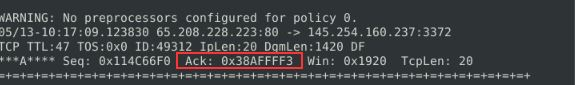 WARNING: No preprocessors configured for policy 0.
05/13-10:17:09.123830 65.208.228.223:80 -> 145.254.160.237:3372
TCP TTL:47 TOS:0x0 ID:49312 IpLen:20 DgmLen:1420 DF
***A**** Seq: 0x114C66F0 Ack: 0x38AFFFF3 Win: 0x1920 TcpLen: 20
=+=+=+=+=+=+=+=+=+=+=+=+=+=+=+=+=+=+=+=+=+=+=+=+=+=+=+=+=+=+=+=+=+=+=+=+=+